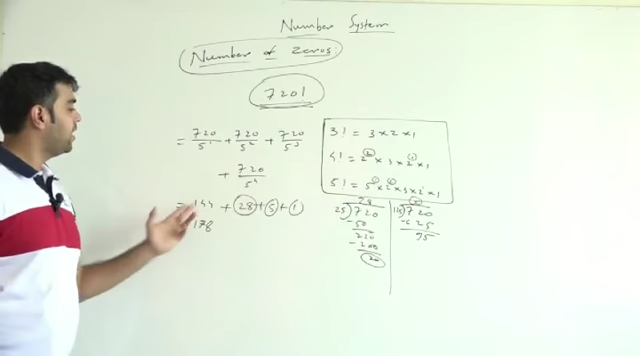 Number System
Number of zeros:
720!
= 720/5¹ + 720/5² + 720/5³
+ 720/5⁴
= 144 + 28 + 5 + 1
178
3! = 3×2×1
4! = 2² × 3 × 2 × 1
5! = 5 × 2² × 3 × 2 × 1
28
25)720
-50
220
-200
20
5
125)720
-625
95